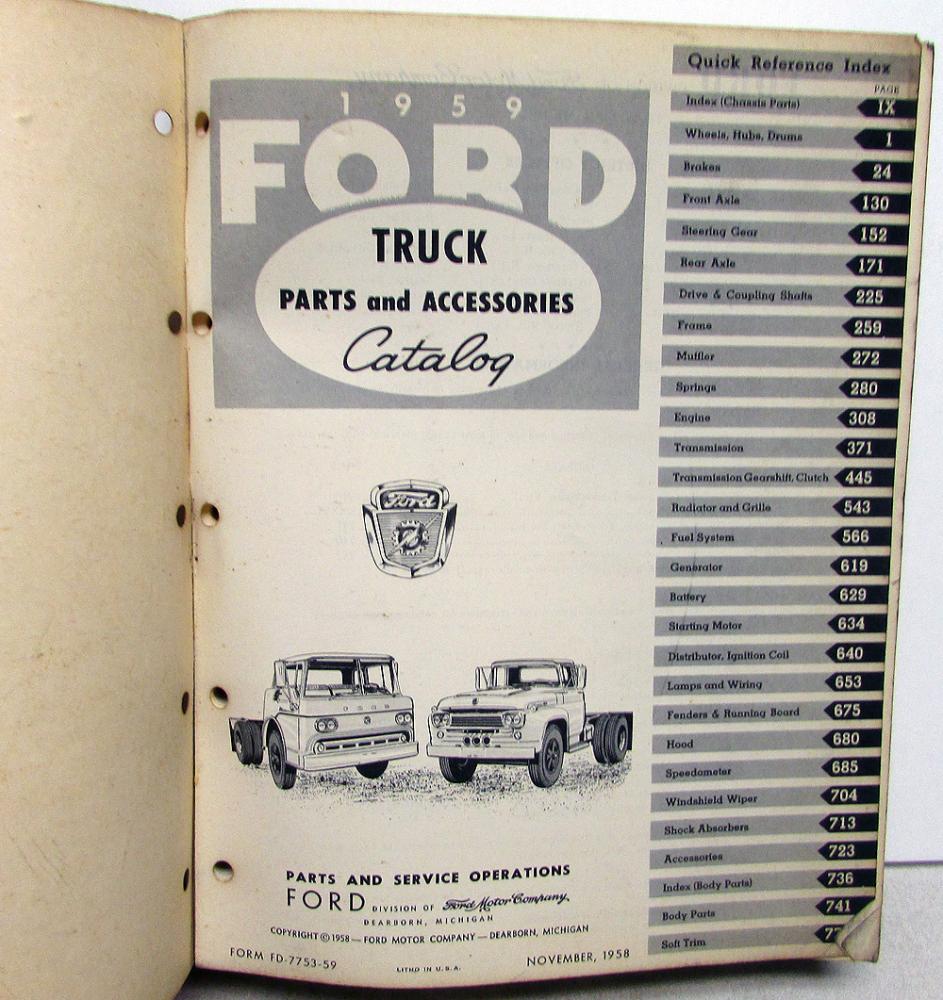 1959
FORD
TRUCK
PARTS and ACCESSORIES
Catalog
Ford
PARTS AND SERVICE OPERATIONS
FORD DIVISION OF Ford Motor Company,
DEARBORN, MICHIGAN
COPYRIGHT © 1958 — FORD MOTOR COMPANY — DEARBORN, MICHIGAN
FORM FD-7753-59
LITHO IN U.S.A.
NOVEMBER, 1958
Quick Reference Index
PAGE
Index (Chassis Parts) IX
Wheels, Hubs, Drums 1
Brakes 24
Front Axle 130
Steering Gear 152
Rear Axle 171
Drive & Coupling Shafts 225
Frame 259
Muffler 272
Springs 280
Engine 308
Transmission 371
Transmission Gearshift, Clutch 445
Radiator and Grille 543
Fuel System 566
Generator 619
Battery 629
Starting Motor 634
Distributor, Ignition Coil 640
Lamps and Wiring 653
Fenders & Running Board 675
Hood 680
Speedometer 685
Windshield Wiper 704
Shock Absorbers 713
Accessories 723
Index (Body Parts) 736
Body Parts 741
Soft Trim